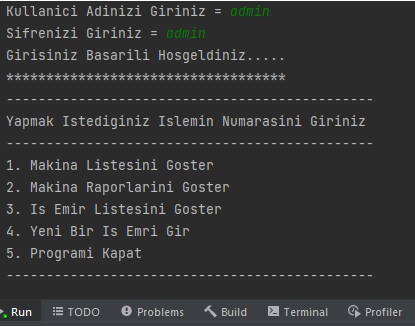 Kullanici Adinizi Giriniz = admin
Sifrenizi Giriniz = admin
Girisiniz Basarili Hosgeldiniz.....
***********************************
----------------------------------------------
Yapmak Istediginiz Islemin Numarasini Giriniz
----------------------------------------------
1. Makina Listesini Goster
2. Makina Raporlarini Goster
3. Is Emir Listesini Goster
4. Yeni Bir Is Emri Gir
5. Programi Kapat
----------------------------------------------
Run TODO Problems Build Terminal Profiler